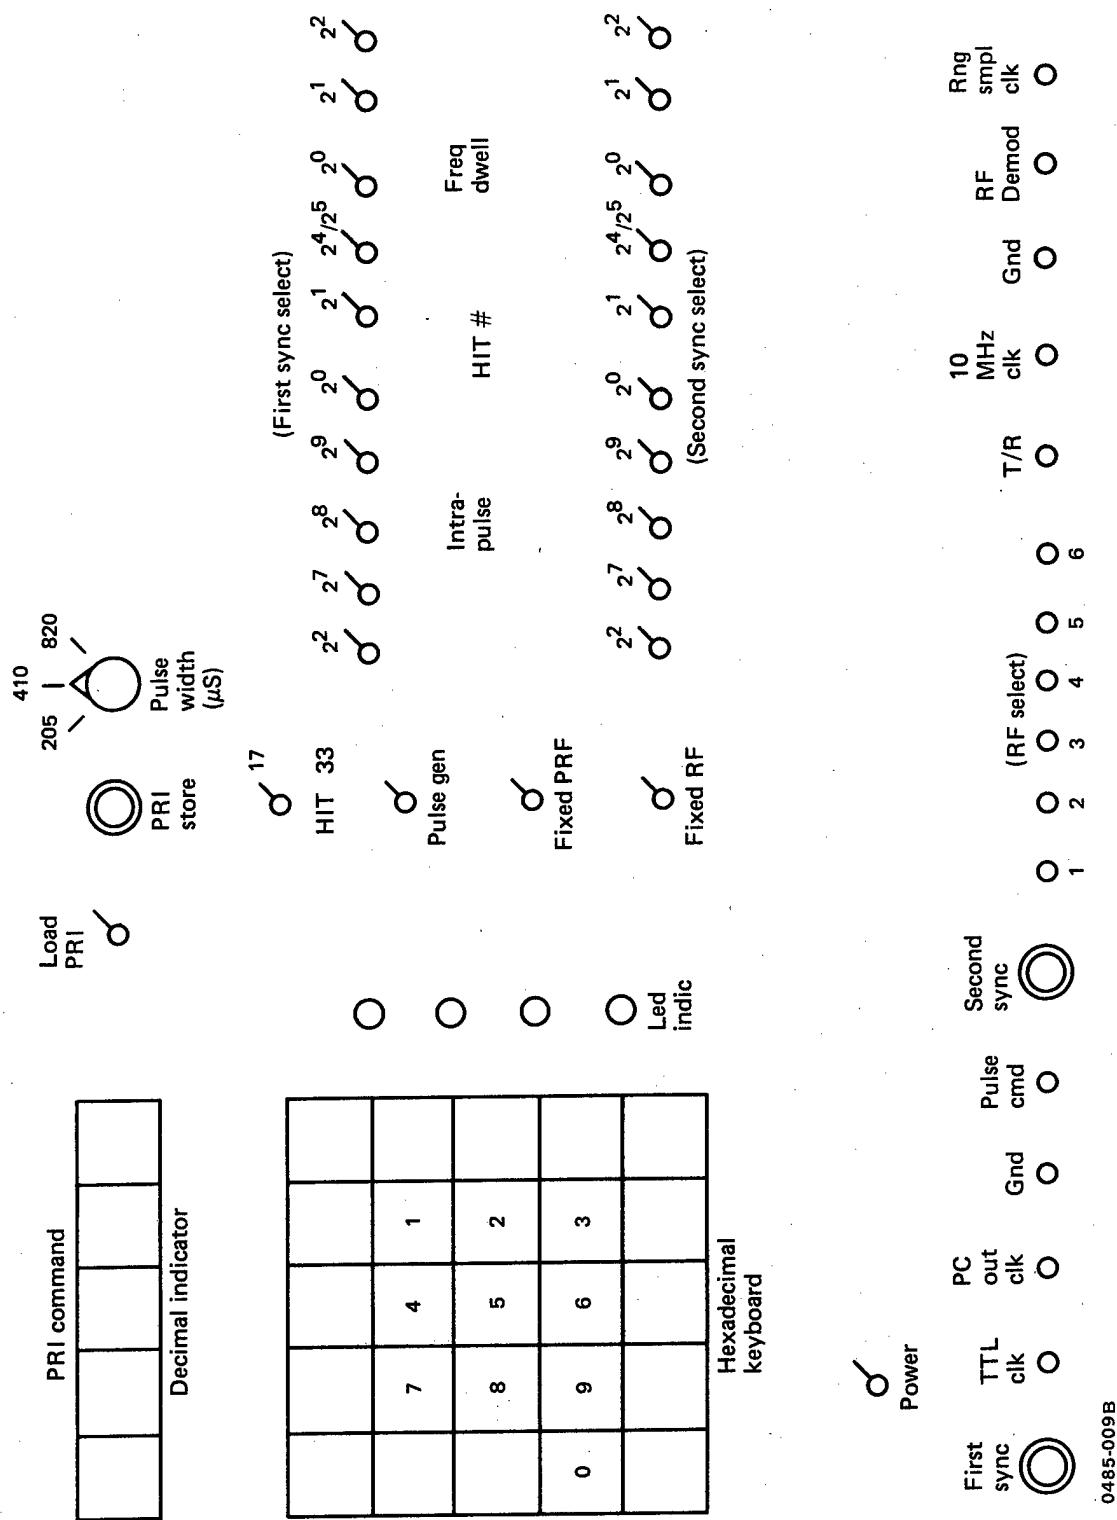 PRI command
Decimal indicator
Load
PRI
PRI
store
410
205
820
Pulse
width
(μS)
7 4 1
8 5 2
0 9 6 3
Hexadecimal
keyboard
Led
indic
17
HIT 33
Pulse gen
Fixed PRF
Fixed RF
(First sync select)
2² 2⁷ 2⁸ 2⁹ 2⁰ 2¹ 2⁴/2⁵ 2⁰ 2¹ 2²
Intra-
pulse
HIT #
Freq
dwell
2² 2⁷ 2⁸ 2⁹ 2⁰ 2¹ 2⁴/2⁵ 2⁰ 2¹ 2²
(Second sync select)
Power
First
sync
TTL
clk
PC
out
clk
Gnd
Pulse
cmd
Second
sync
(RF select)
1 2 3 4 5 6
T/R
10
MHz
clk
Gnd
RF
Demod
Rng
smpl
clk
0485-009B